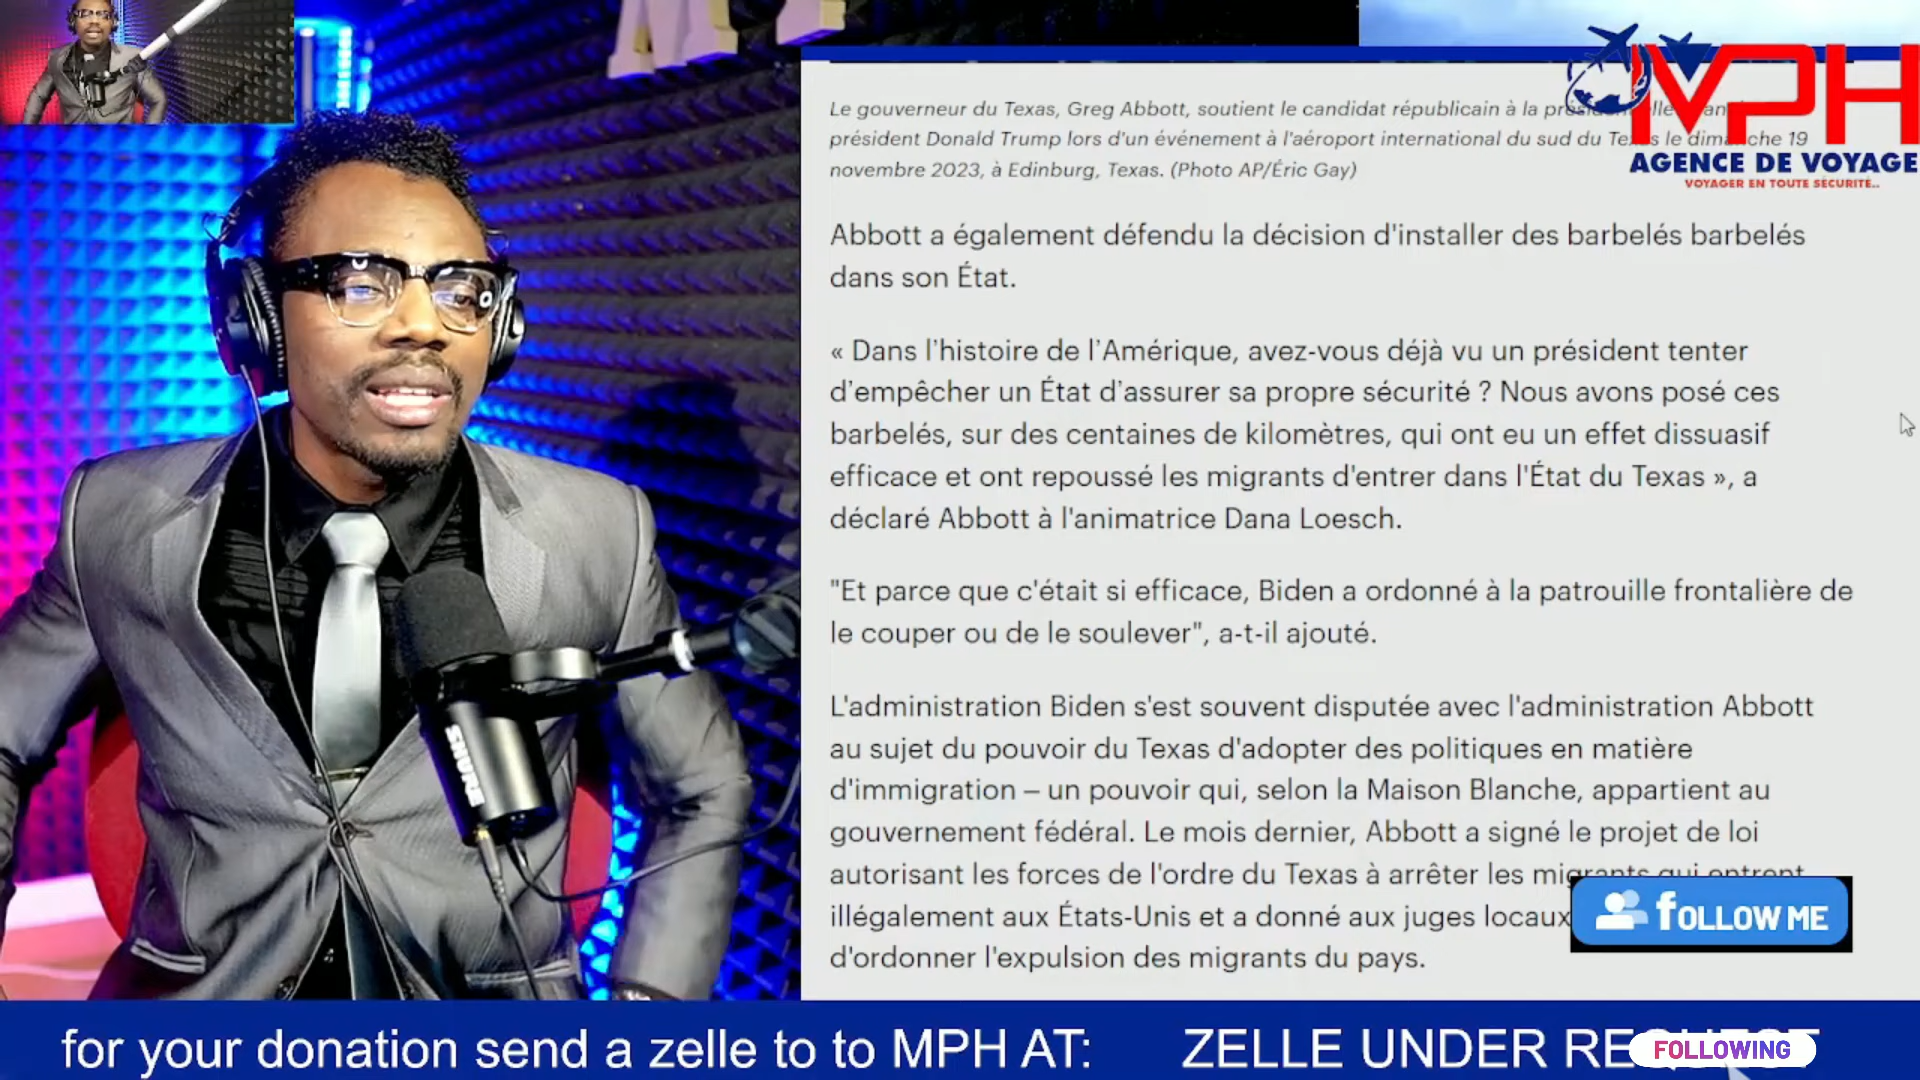 Le gouverneur du Texas, Greg Abbott, soutient le candidat républicain à la
président Donald Trump lors d'un événement à l'aéroport international du sud du Texas le dimanche 19
novembre 2023, à Edinburg, Texas. (Photo AP/Éric Gay)
MPH
AGENCE DE VOYAGE
VOYAGER EN TOUTE SÉCURITÉ..
Abbott a également défendu la décision d'installer des barbelés barbelés
dans son État.
« Dans l'histoire de l'Amérique, avez-vous déjà vu un président tenter
d'empêcher un État d'assurer sa propre sécurité ? Nous avons posé ces
barbelés, sur des centaines de kilomètres, qui ont eu un effet dissuasif
efficace et ont repoussé les migrants d'entrer dans l'État du Texas », a
déclaré Abbott à l'animatrice Dana Loesch.
"Et parce que c'était si efficace, Biden a ordonné à la patrouille frontalière de
le couper ou de le soulever", a-t-il ajouté.
L'administration Biden s'est souvent disputée avec l'administration Abbott
au sujet du pouvoir du Texas d'adopter des politiques en matière
d'immigration – un pouvoir qui, selon la Maison Blanche, appartient au
gouvernement fédéral. Le mois dernier, Abbott a signé le projet de loi
autorisant les forces de l'ordre du Texas à arrêter les migrants qui entrent
illégalement aux États-Unis et a donné aux juges locaux
d'ordonner l'expulsion des migrants du pays.
FOLLOW ME
SHURE
for your donation send a zelle to to MPH AT: ZELLE UNDER REQUEST
FOLLOWING